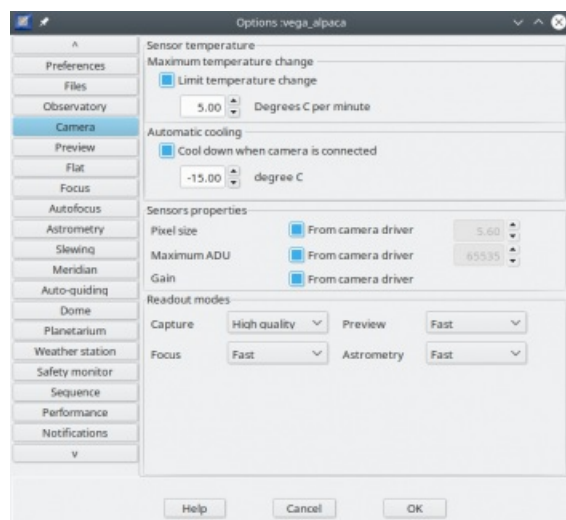 Options :vega_alpaca
^
Preferences
Files
Observatory
Camera
Preview
Flat
Focus
Autofocus
Astrometry
Slewing
Meridian
Auto-guiding
Dome
Planetarium
Weather station
Safety monitor
Sequence
Performance
Notifications
v
Sensor temperature
Maximum temperature change
Limit temperature change
5.00 Degrees C per minute
Automatic cooling
Cool down when camera is connected
-15.00 degree C
Sensors properties
Pixel size From camera driver 5.60
Maximum ADU From camera driver 65535
Gain From camera driver
Readout modes
Capture High quality Preview Fast
Focus Fast Astrometry Fast
Help Cancel OK